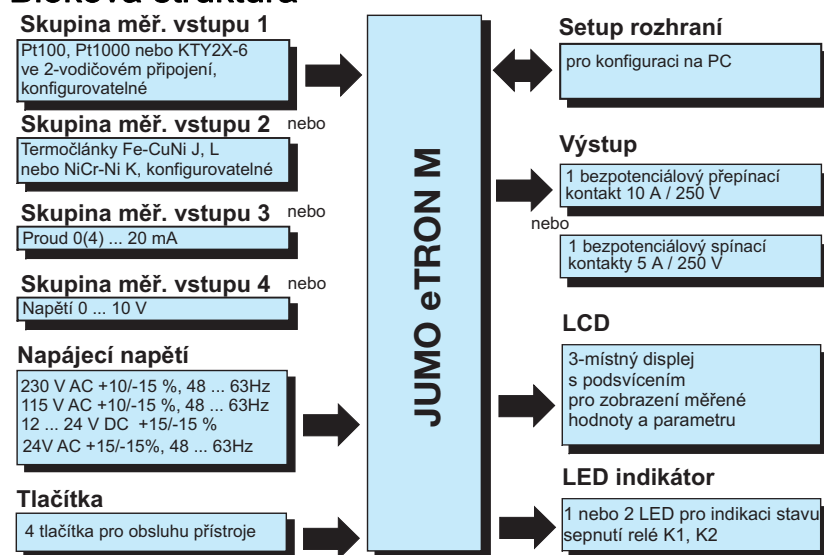 Skupina měř. vstupu 1
Pt100, Pt1000 nebo KTY2X-6
ve 2-vodičovém připojení,
konfigurovatelné
Skupina měř. vstupu 2 nebo
Termočlánky Fe-CuNi J, L
nebo NiCr-Ni K, konfigurovatelné
Skupina měř. vstupu 3 nebo
Proud 0(4) ... 20 mA
Skupina měř. vstupu 4 nebo
Napětí 0 ... 10 V
Napájecí napětí
230 V AC +10/-15 %, 48 ... 63Hz
115 V AC +10/-15 %, 48 ... 63Hz
12 ... 24 V DC +15/-15 %
24V AC +15/-15%, 48 ... 63Hz
Tlačítka
4 tlačítka pro obsluhu přístroje
JUMO eTRON M
Setup rozhraní
pro konfiguraci na PC
Výstup
1 bezpotenciálový přepínací
kontakt 10 A / 250 V
nebo
1 bezpotenciálový spínací
kontakty 5 A / 250 V
LCD
3-místný displej
s podsvícením
pro zobrazení měřené
hodnoty a parametru
LED indikátor
1 nebo 2 LED pro indikaci stavu
sepnutí relé K1, K2